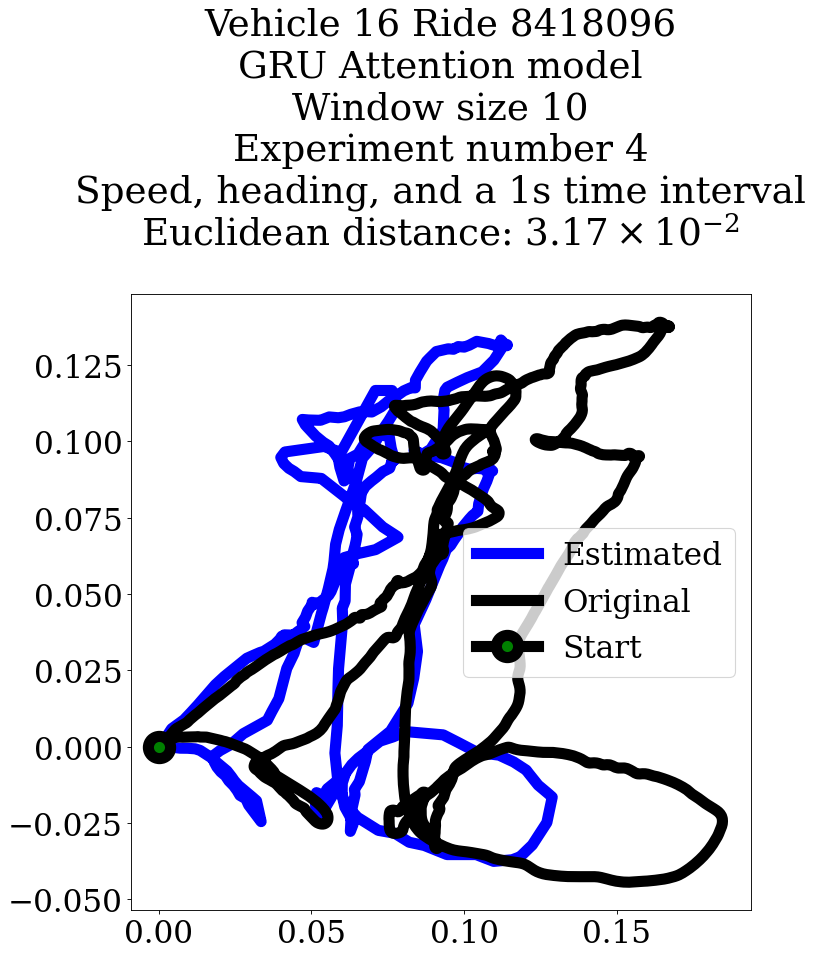 Vehicle 16 Ride 8418096
GRU Attention model
Window size 10
Experiment number 4
Speed, heading, and a 1s time interval
Euclidean distance: 3.17 × 10⁻²
0.125
0.100
0.075
0.050
0.025
0.000
−0.025
−0.050
Estimated
Original
Start
0.00 0.05 0.10 0.15